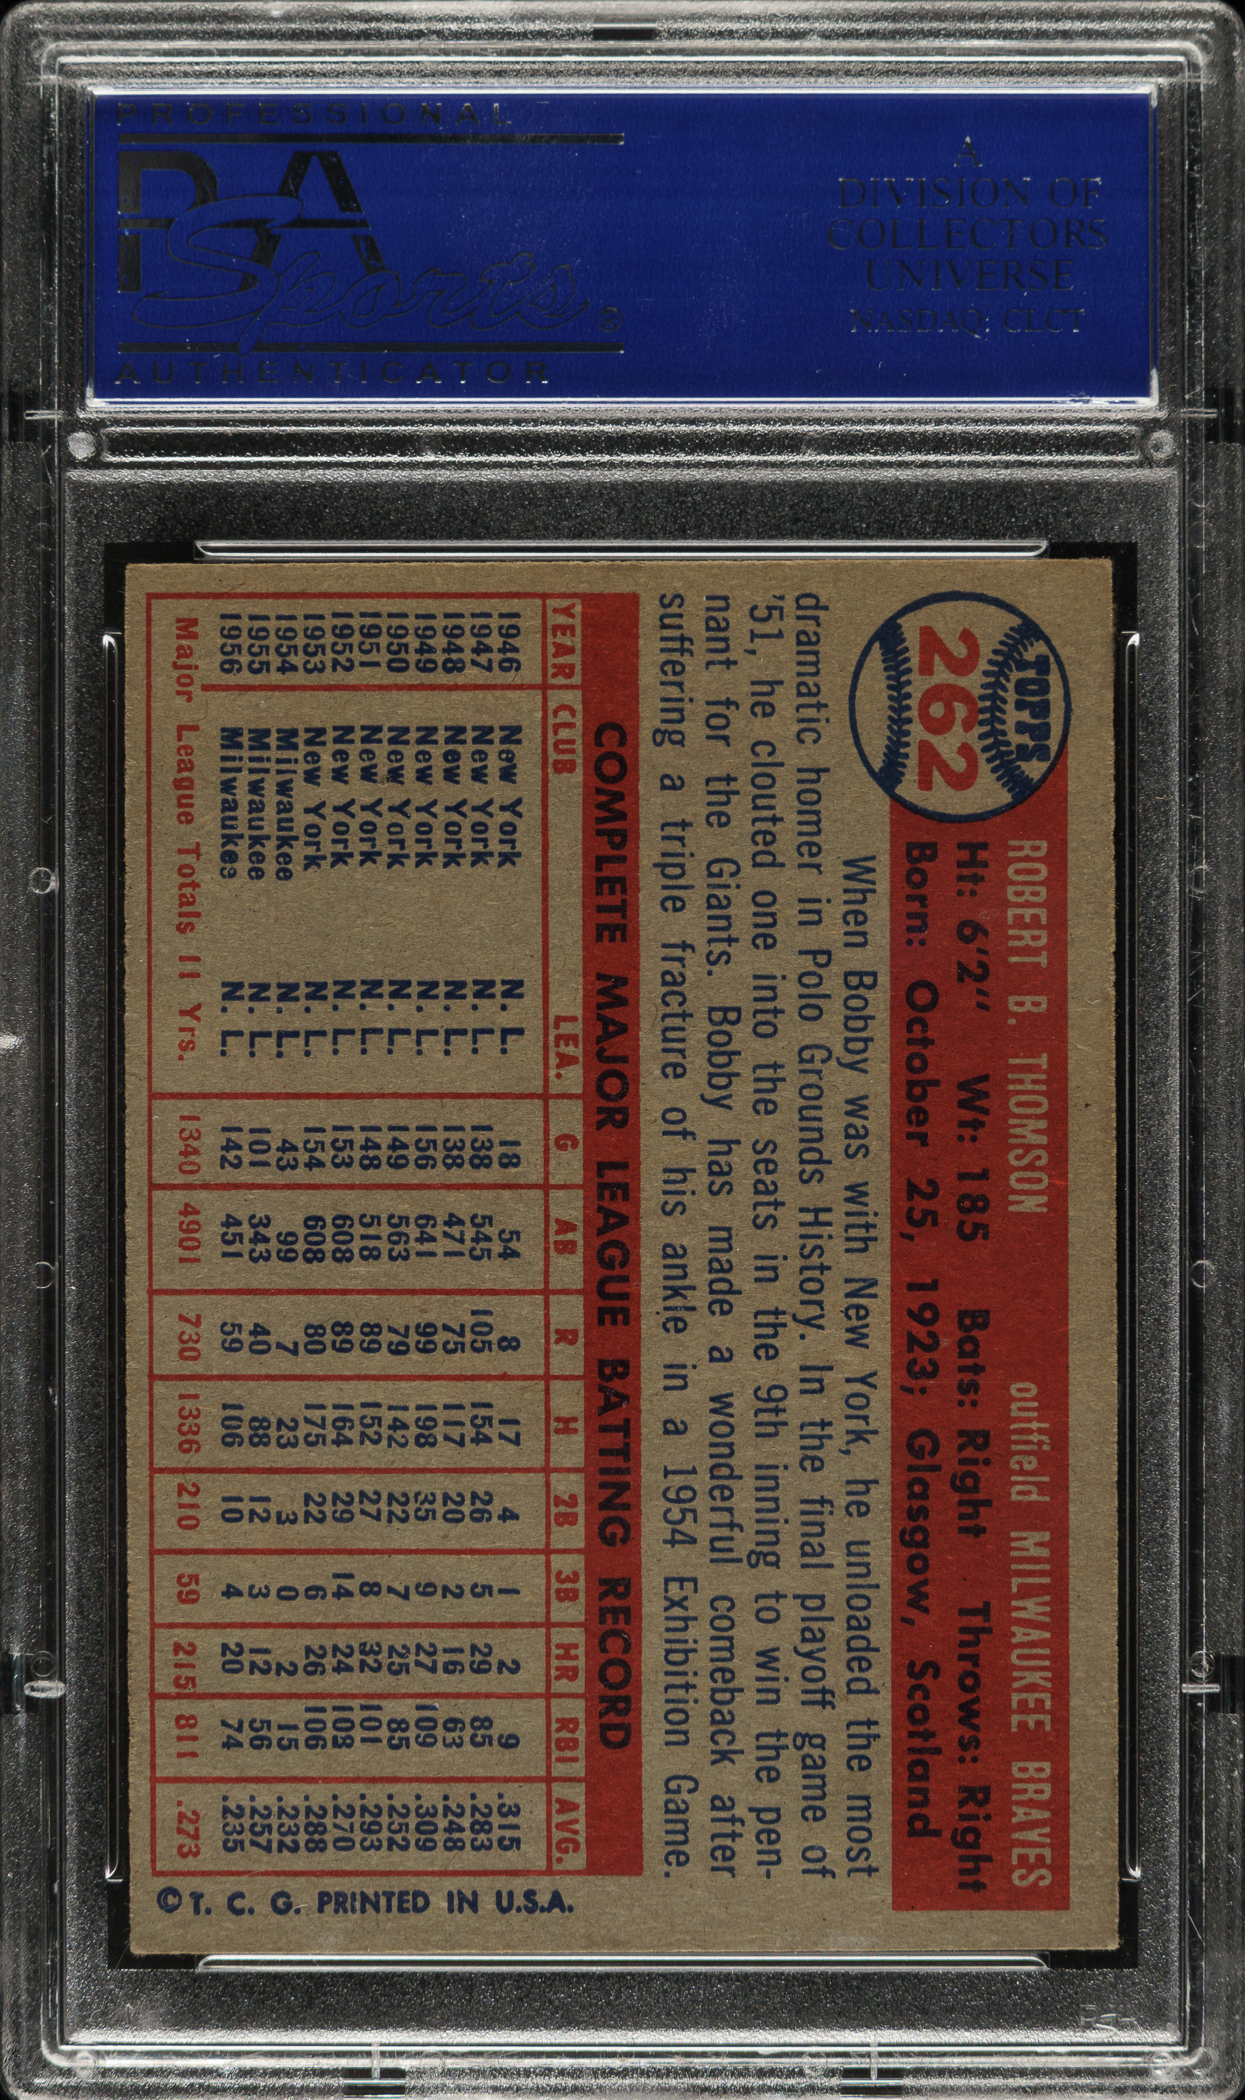 PROFESSIONAL
PSA
Sports
AUTHENTICATOR
A
DIVISION OF
COLLECTORS
UNIVERSE
NASDAQ: CLCT
TOPPS
262
ROBERT B. THOMSON outfield MILWAUKEE BRAVES
Ht: 6'2" Wt: 185 Bats: Right Throws: Right
Born: October 25, 1923; Glasgow, Scotland
When Bobby was with New York, he unloaded the most
dramatic homer in Polo Grounds History. In the final playoff game of
'51, he clouted one into the seats in the 9th inning to win the pen-
nant for the Giants. Bobby has made a wonderful comeback after
suffering a triple fracture of his ankle in a 1954 Exhibition Game.
COMPLETE MAJOR LEAGUE BATTING RECORD
YEAR CLUB LEA. G AB R H 2B 3B HR RBI AVG.
1946 New York N. L. 18 54 8 17 4 1 2 9 .315
1947 New York N. L. 138 545 105 154 26 5 29 85 .283
1948 New York N. L. 138 471 75 117 20 2 16 63 .248
1949 New York N. L. 156 641 99 198 35 9 27 109 .309
1950 New York N. L. 149 563 79 142 22 7 25 85 .252
1951 New York N. L. 148 518 89 152 27 8 32 101 .293
1952 New York N. L. 153 608 89 164 29 14 24 108 .270
1953 New York N. L. 154 608 80 175 22 6 26 106 .288
1954 Milwaukee N. L. 43 99 7 23 3 0 2 15 .232
1955 Milwaukee N. L. 101 343 40 88 12 3 12 56 .257
1956 Milwaukee N. L. 142 451 59 106 10 4 20 74 .235
Major League Totals 11 Yrs. 1340 4901 730 1336 210 59 215 811 .273
© T. C. G. PRINTED IN U.S.A.